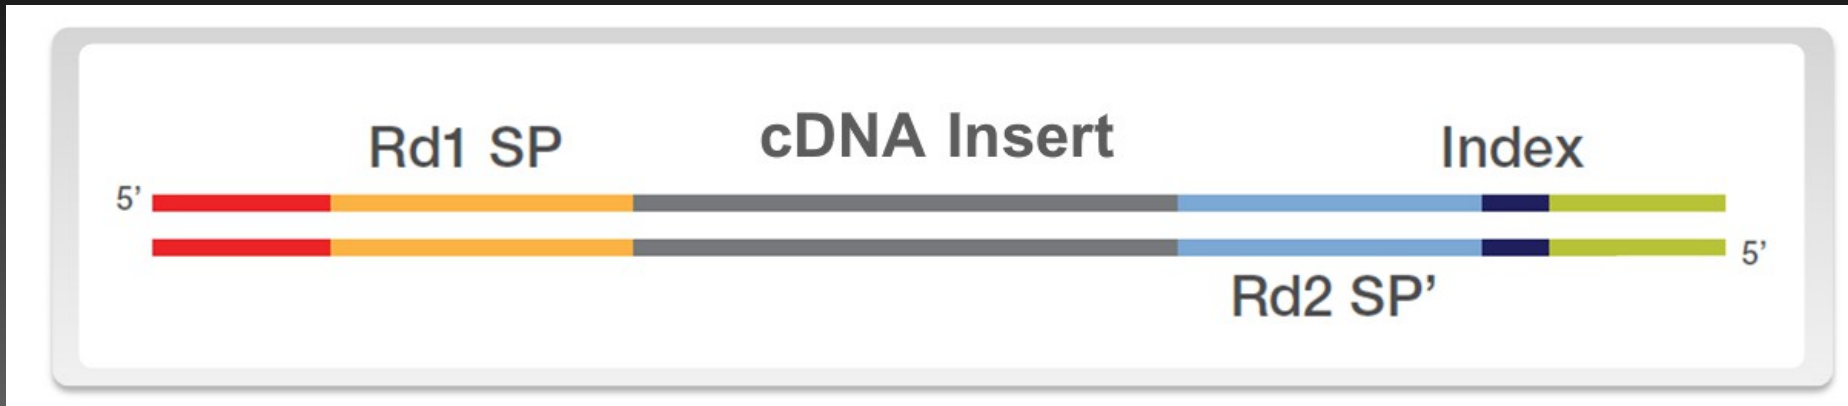 Rd1 SP
cDNA Insert
Index
5’
5’
Rd2 SP’